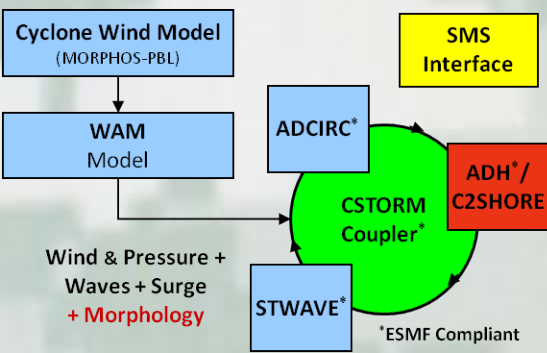 Cyclone Wind Model
(MORPHOS-PBL)
SMS
Interface
WAM
Model
ADCIRC*
ADH*/
C2SHORE
CSTORM
Coupler*
Wind & Pressure +
Waves + Surge
+ Morphology
STWAVE*
*ESMF Compliant